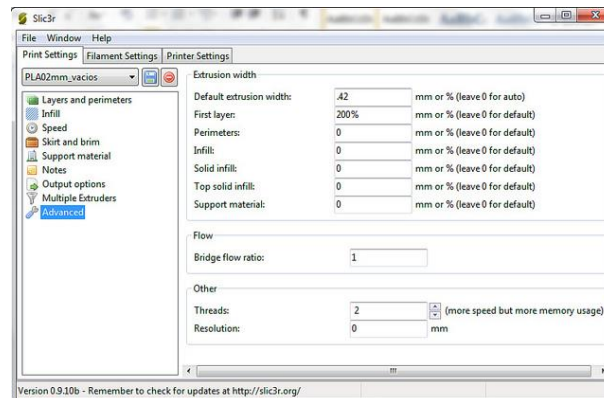 Slic3r
File Window Help
Print Settings Filament Settings Printer Settings
PLA02mm_vacios
Layers and perimeters
Infill
Speed
Skirt and brim
Support material
Notes
Output options
Multiple Extruders
Advanced
Extrusion width
Default extrusion width: .42 mm or % (leave 0 for auto)
First layer: 200% mm or % (leave 0 for default)
Perimeters: 0 mm or % (leave 0 for default)
Infill: 0 mm or % (leave 0 for default)
Solid infill: 0 mm or % (leave 0 for default)
Top solid infill: 0 mm or % (leave 0 for default)
Support material: 0 mm or % (leave 0 for default)
Flow
Bridge flow ratio: 1
Other
Threads: 2 (more speed but more memory usage)
Resolution: 0 mm
Version 0.9.10b - Remember to check for updates at http://slic3r.org/